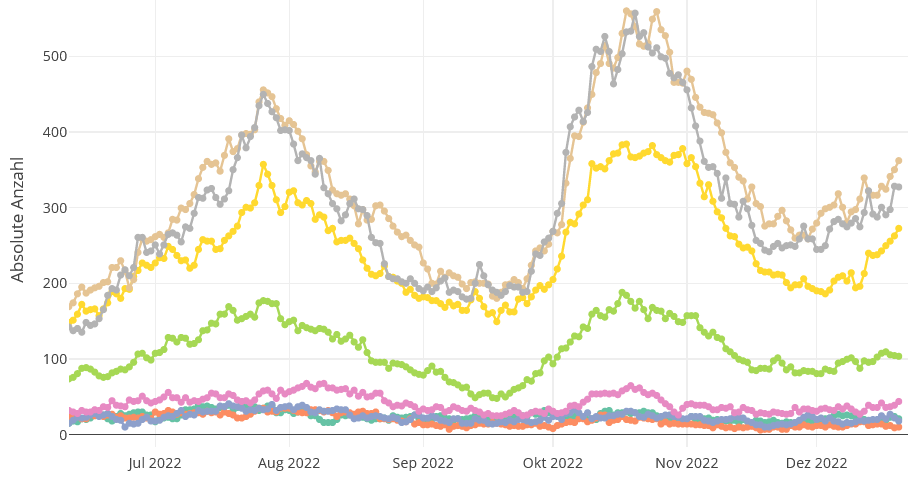 Absolute Anzahl
500
400
300
200
100
0
Jul 2022
Aug 2022
Sep 2022
Okt 2022
Nov 2022
Dez 2022